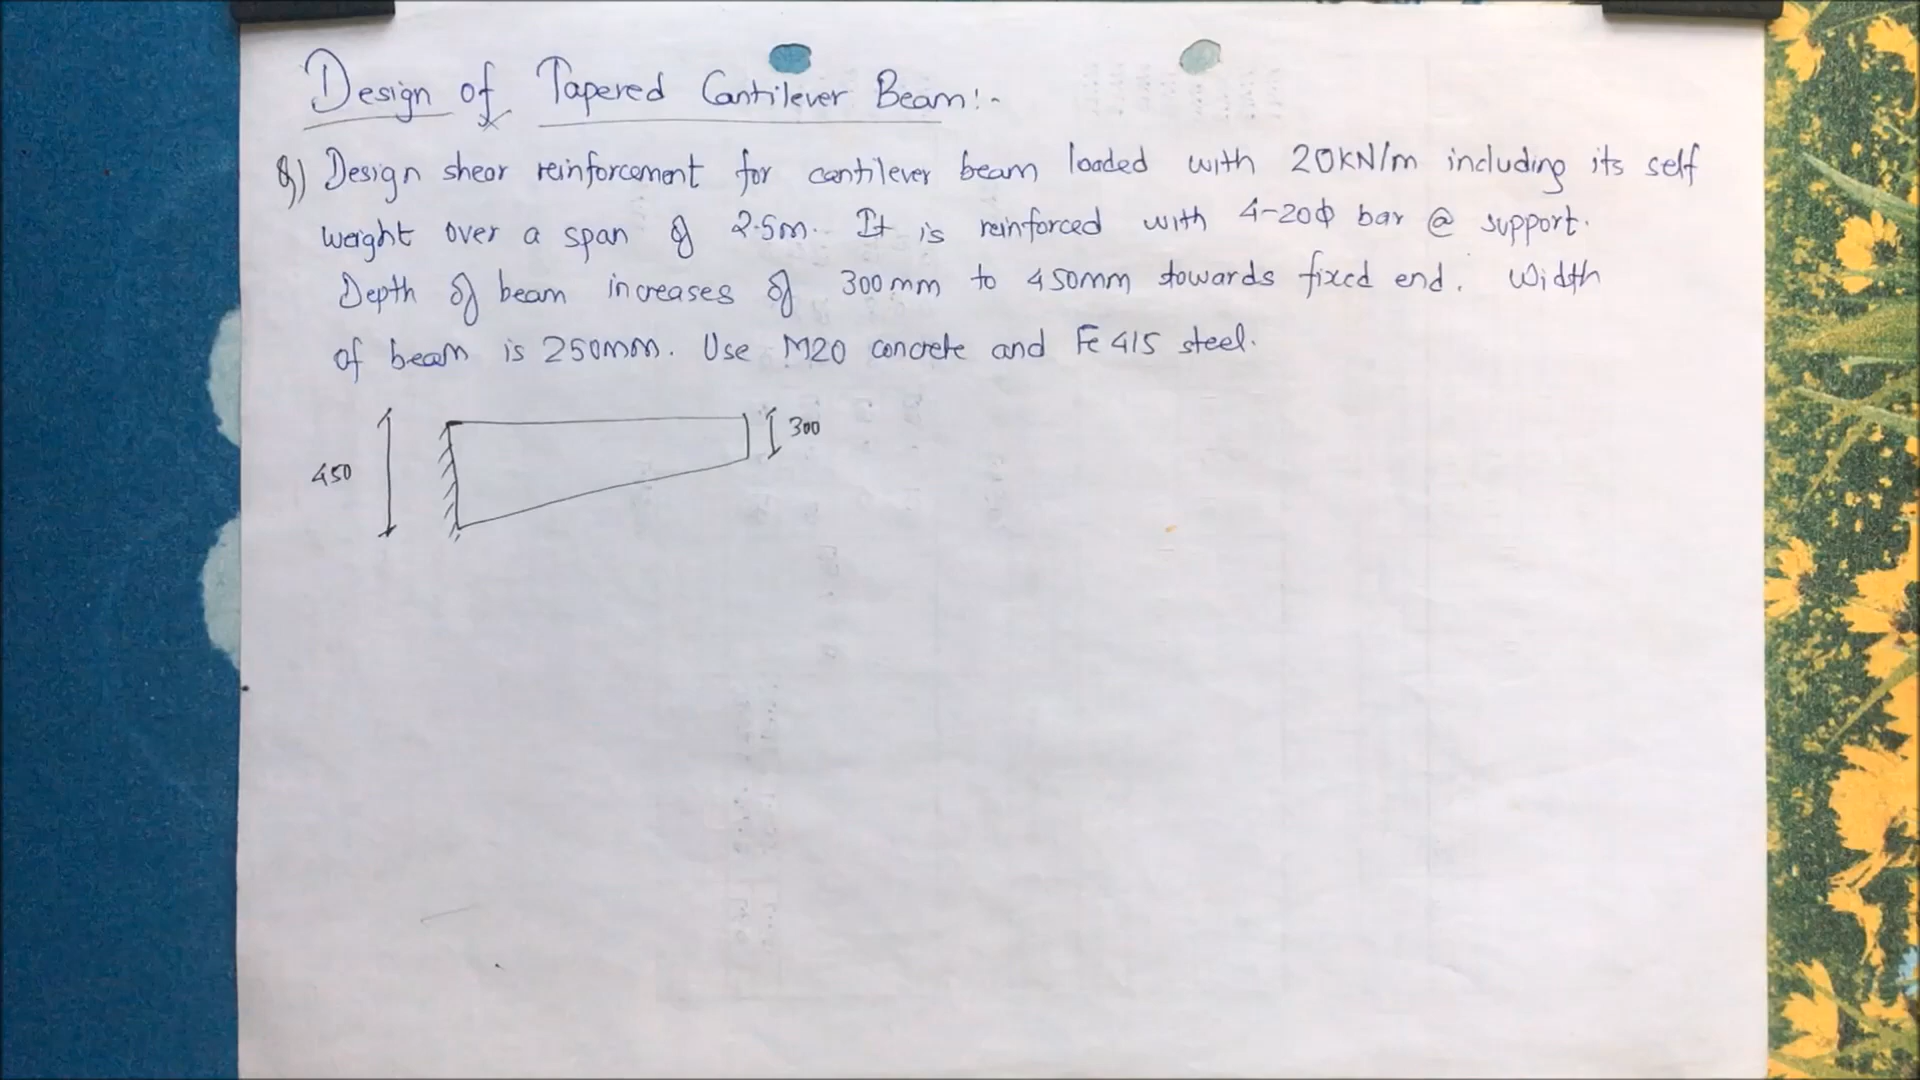 Design of Tapered Cantilever Beam:-
Q) Design shear reinforcement for cantilever beam loaded with 20KN/m including its self
weight over a span of 2.5m. It is reinforced with 4-20Φ bar @ support.
Depth of beam increases of 300mm to 450mm towards fixed end. Width
of beam is 250mm. Use M20 concrete and Fe 415 steel.
300
450